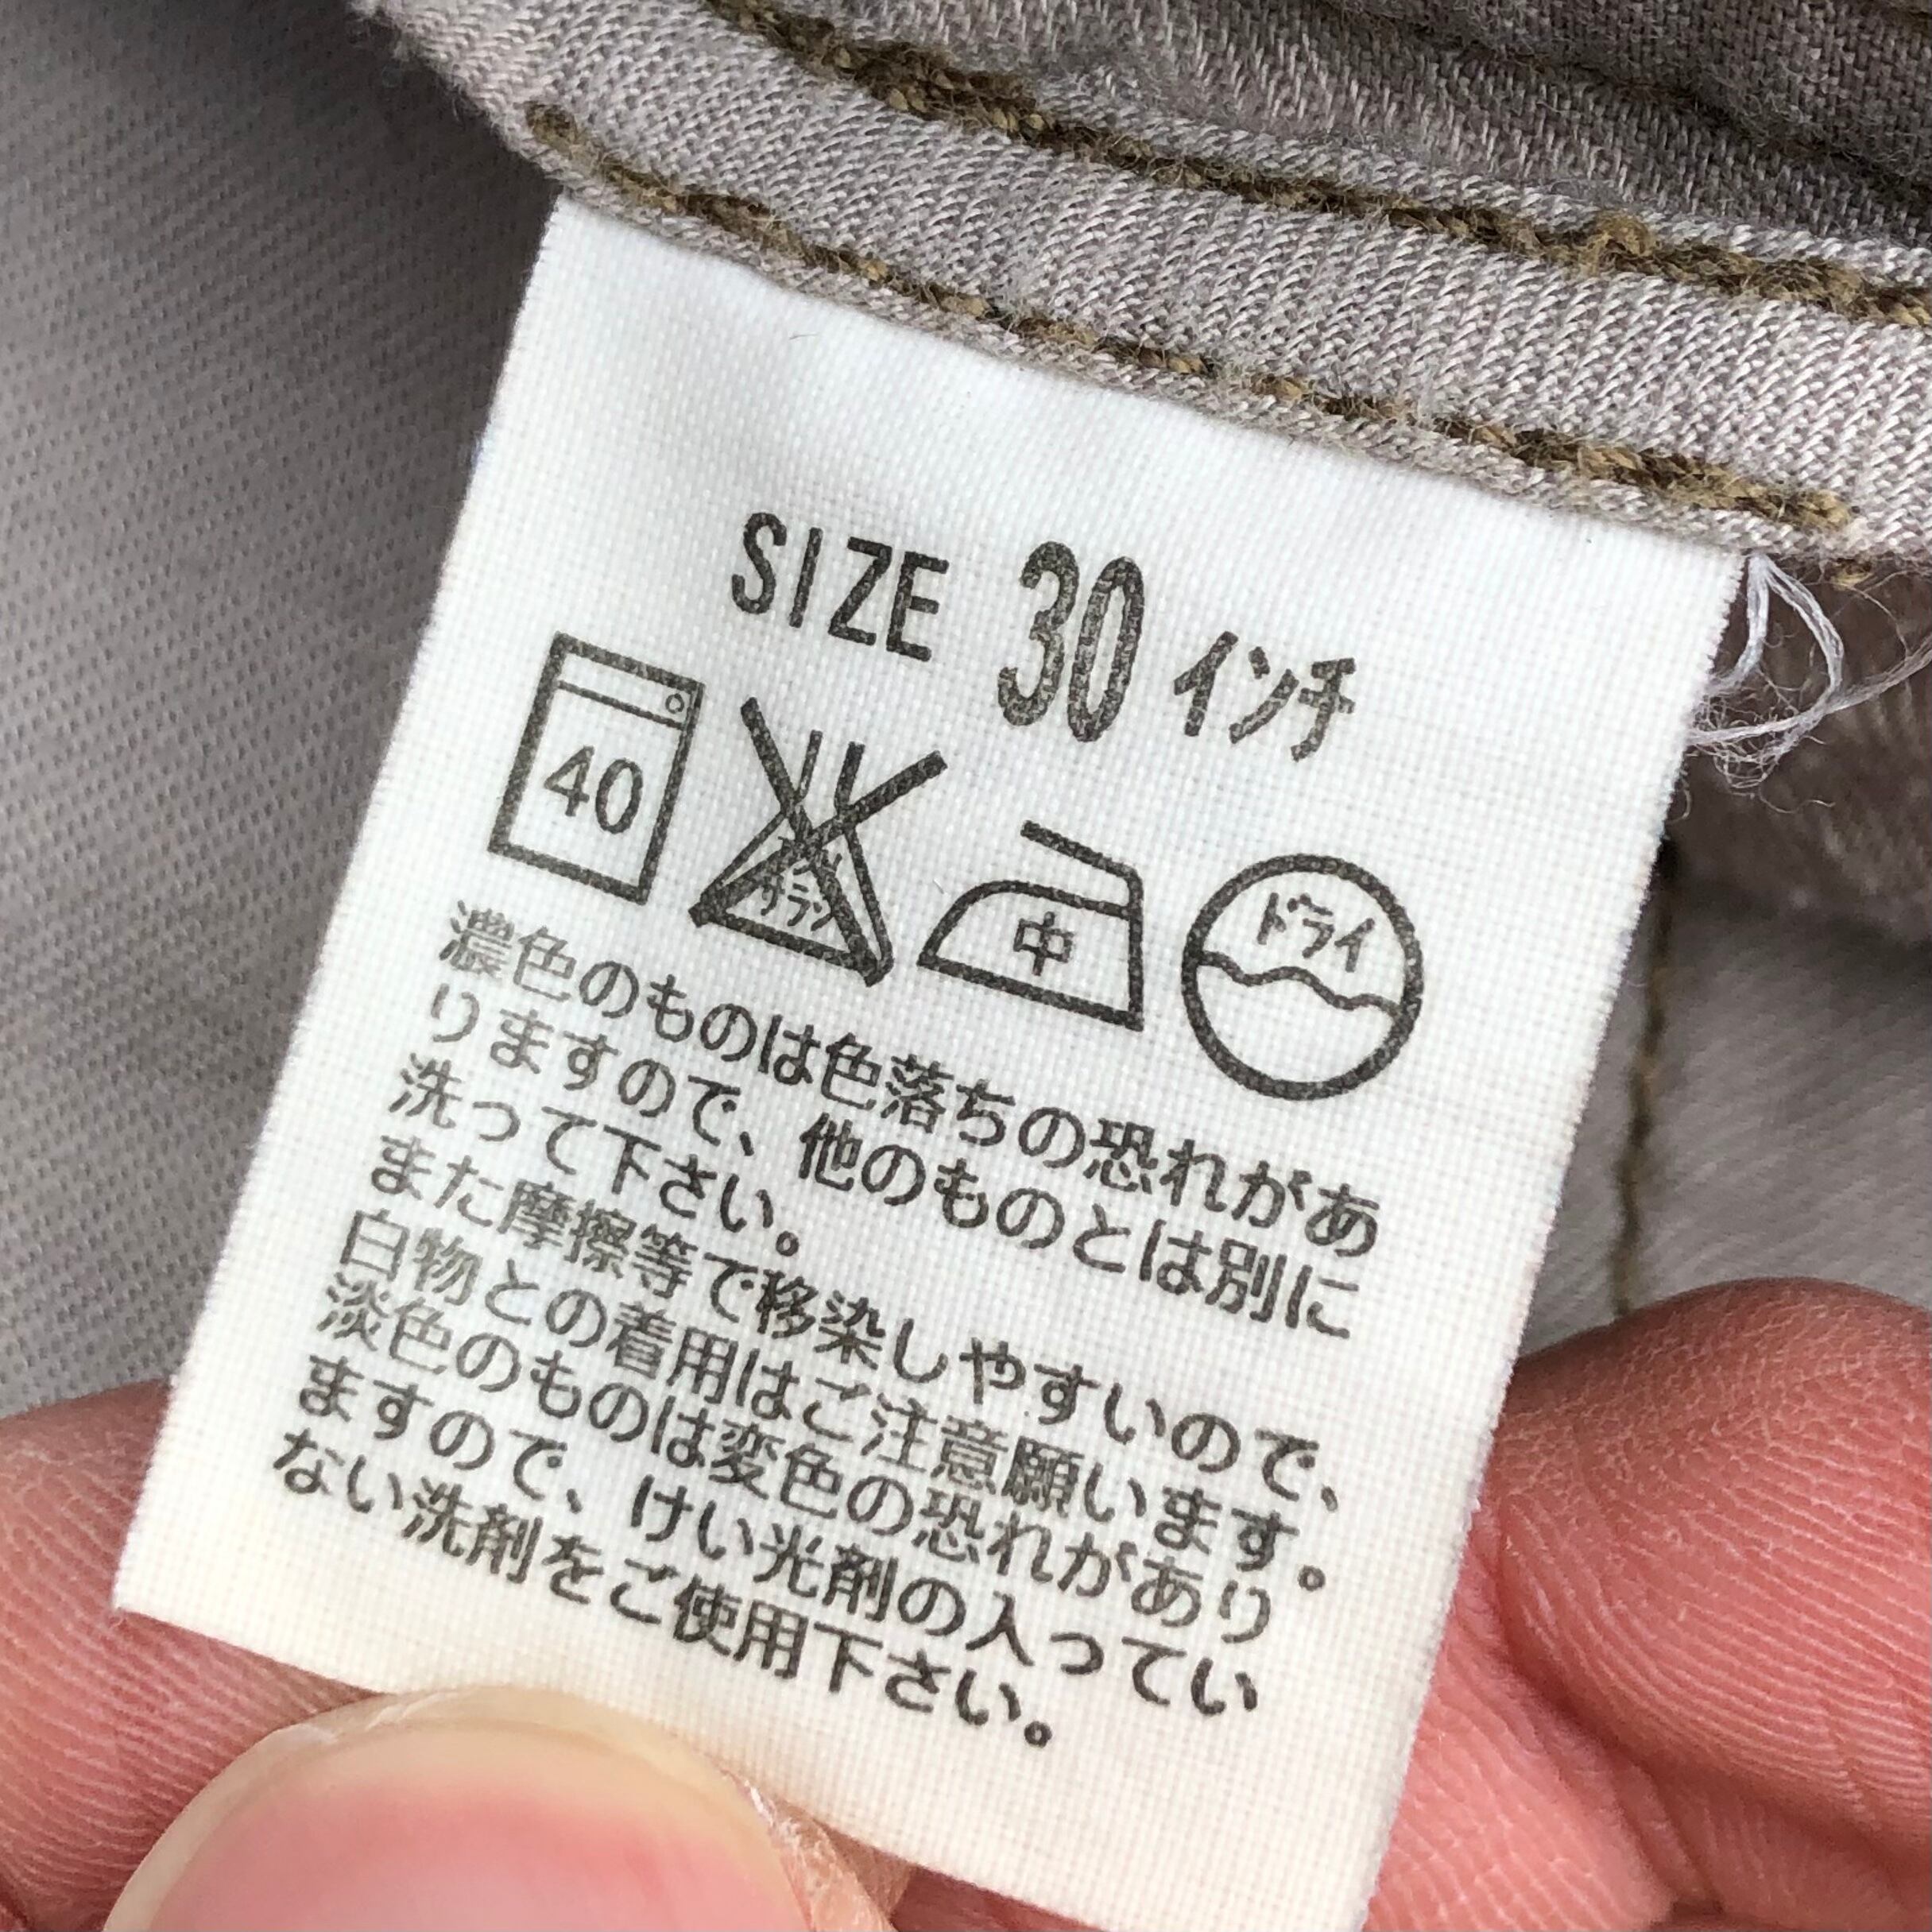 SIZE 30 インチ
40 サラシ 中 ドライ
濃色のものは色落ちの恐れがあ
りますので、他のものとは別に
洗って下さい。
また摩擦等で移染しやすいので、
白物との着用はご注意願います。
淡色のものは変色の恐れがあり
ますので、けい光剤の入ってい
ない洗剤をご使用下さい。